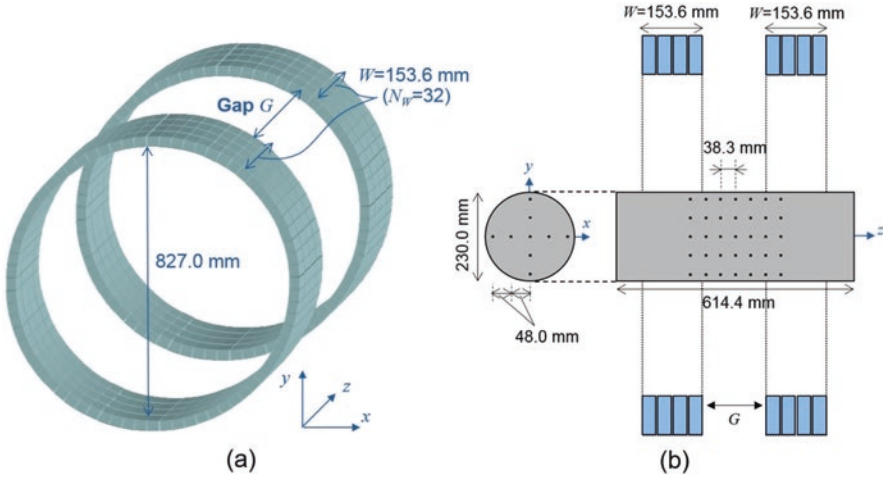 W=153.6 mm
(N_W=32)
Gap G
827.0 mm
y
z
x
(a)
W=153.6 mm
W=153.6 mm
38.3 mm
y
x
z
230.0 mm
614.4 mm
48.0 mm
G
(b)